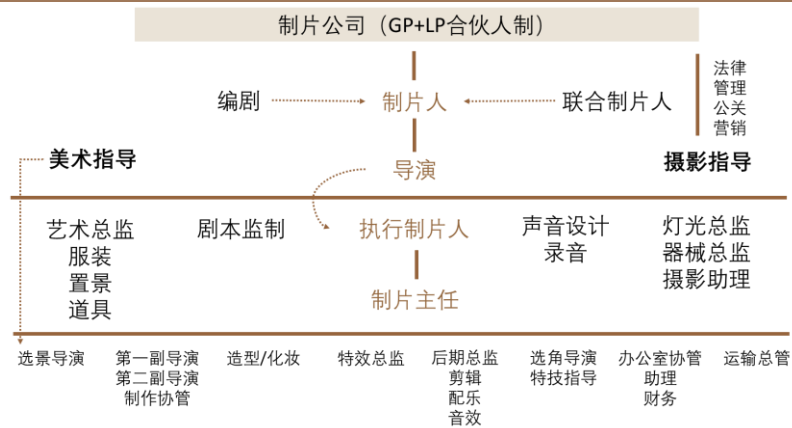 制片公司（GP+LP合伙人制）
法律
管理
公关
营销
编剧
制片人
联合制片人
美术指导
导演
摄影指导
艺术总监
服装
置景
道具
剧本监制
执行制片人
制片主任
声音设计
录音
灯光总监
器械总监
摄影助理
选景导演
第一副导演
第二副导演
制作协管
造型/化妆
特效总监
后期总监
剪辑
配乐
音效
选角导演
特技指导
办公室协管
助理
财务
运输总管